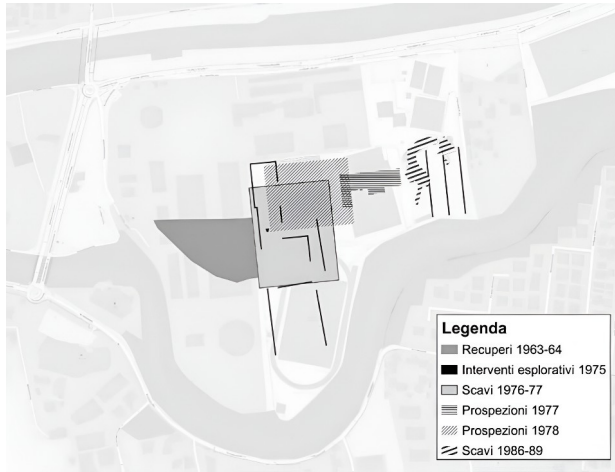 Legenda
Recuperi 1963-64
Interventi esplorativi 1975
Scavi 1976-77
Prospezioni 1977
Prospezioni 1978
Scavi 1986-89